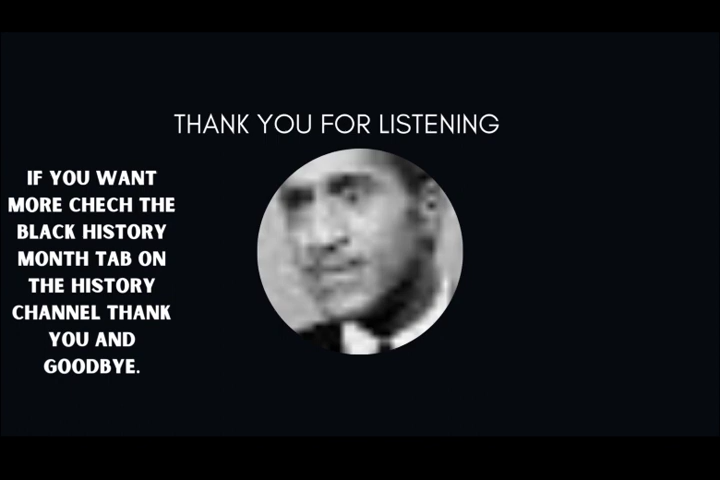 THANK YOU FOR LISTENING
IF YOU WANT
MORE CHECH THE
BLACK HISTORY
MONTH TAB ON
THE HISTORY
CHANNEL THANK
YOU AND
GOODBYE.